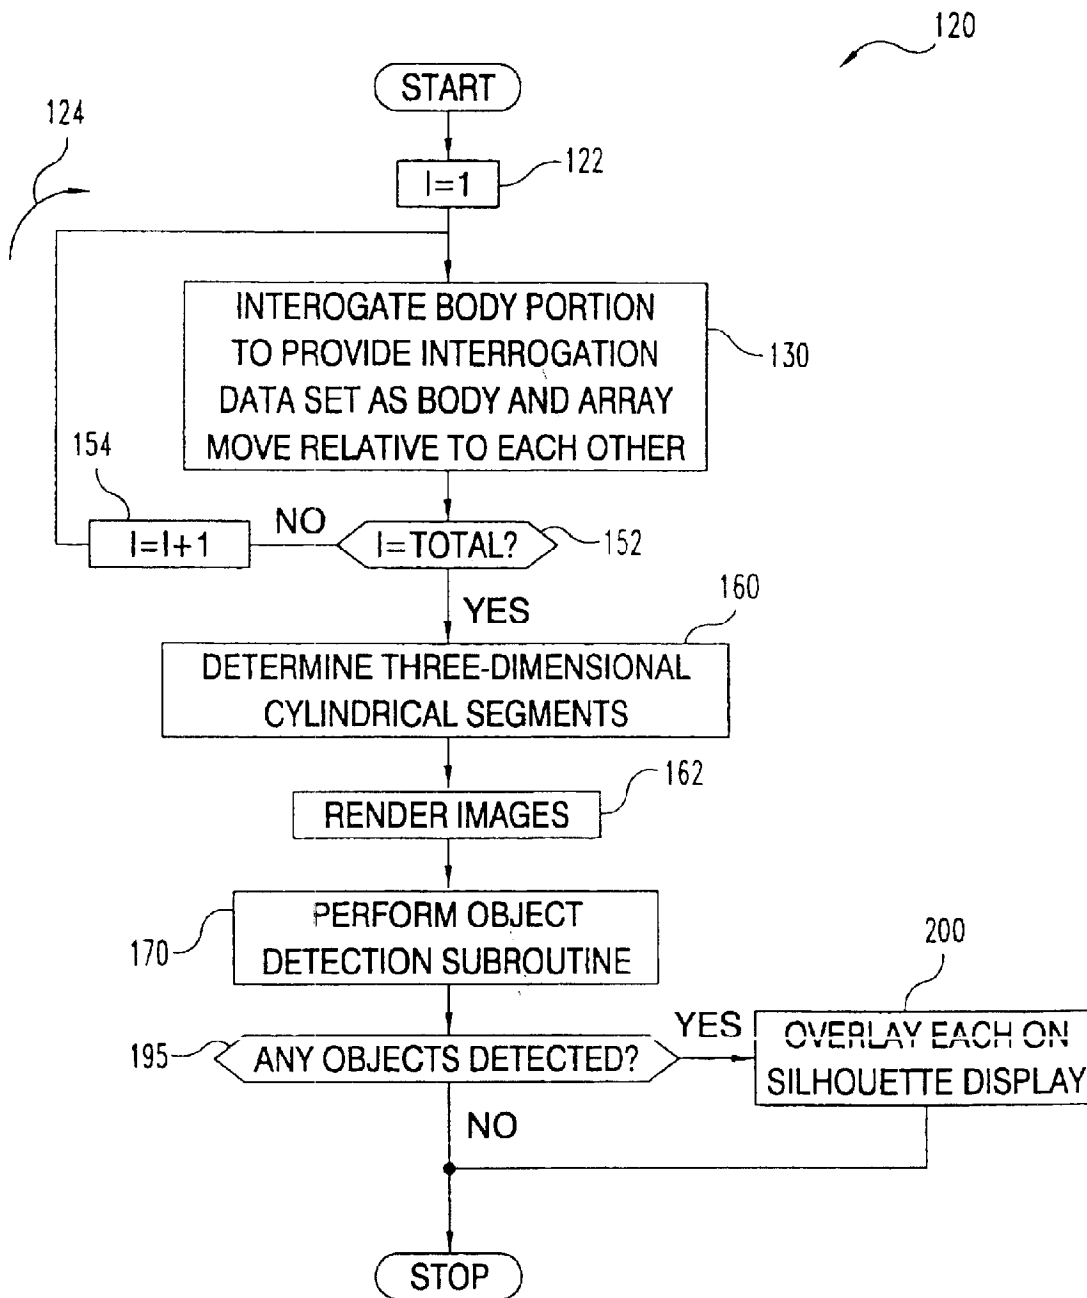 120
START
124
I=1
122
INTEROGATE BODY PORTION
TO PROVIDE INTERROGATION
DATA SET AS BODY AND ARRAY
MOVE RELATIVE TO EACH OTHER
130
154
I=I+1
NO
I=TOTAL?
152
YES
160
DETERMINE THREE-DIMENSIONAL
CYLINDRICAL SEGMENTS
162
RENDER IMAGES
PERFORM OBJECT
DETECTION SUBROUTINE
170
200
195
ANY OBJECTS DETECTED?
YES
OVERLAY EACH ON
SILHOUETTE DISPLAY
NO
STOP